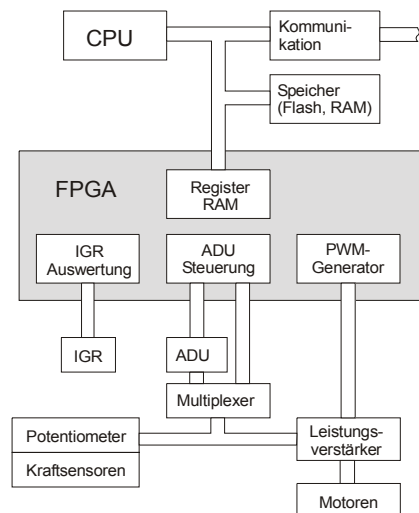 CPU
Kommuni-
kation
Speicher
(Flash, RAM)
FPGA
Register
RAM
IGR
Auswertung
ADU
Steuerung
PWM-
Generator
IGR
ADU
Multiplexer
Potentiometer
Kraftsensoren
Leistungs-
verstärker
Motoren